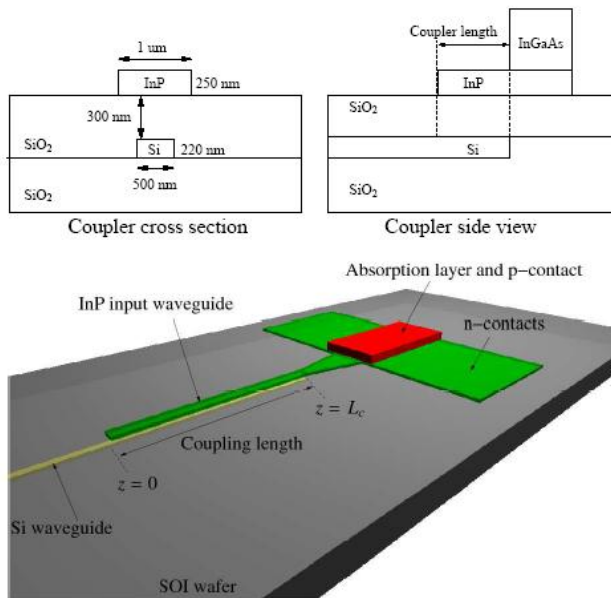 1 um
InP
250 nm
300 nm
SiO2
Si
220 nm
500 nm
SiO2
Coupler cross section
Coupler length
InGaAs
InP
SiO2
Si
SiO2
Coupler side view
Absorption layer and p-contact
InP input waveguide
n-contacts
z = Lc
Coupling length
z = 0
Si waveguide
SOI wafer